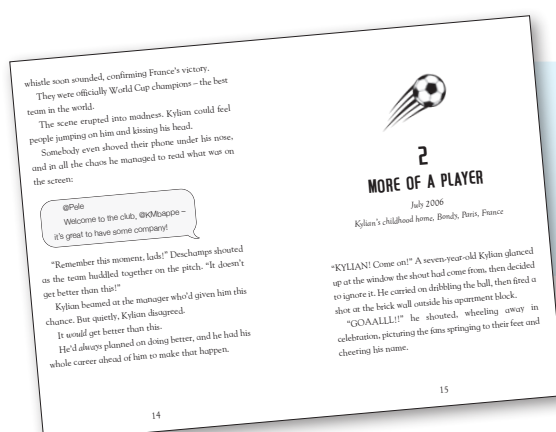 whistle soon sounded, confirming France's victory.
They were officially World Cup champions – the best
team in the world.
The scene erupted into madness. Kylian could feel
people jumping on him and kissing his head.
Somebody even shoved their phone under his nose,
and in all the chaos he managed to read what was on
the screen:
@Pele
Welcome to the club, @KMbappe –
it's great to have some company!
"Remember this moment, lads!" Deschamps shouted
as the team huddled together on the pitch. "It doesn't
get better than this!"
Kylian beamed at the manager who'd given him this
chance. But quietly, Kylian disagreed.
It would get better than this.
He'd always planned on doing better, and he had his
whole career ahead of him to make that happen.
14
2
MORE OF A PLAYER
July 2006
Kylian's childhood home, Bondy, Paris, France
"KYLIAN! Come on!" A seven-year-old Kylian glanced
up at the window the shout had come from, then decided
to ignore it. He carried on dribbling the ball, then fired a
shot at the brick wall outside his apartment block.
"GOAALLL!!" he shouted, wheeling away in
celebration, picturing the fans springing to their feet and
cheering his name.
15